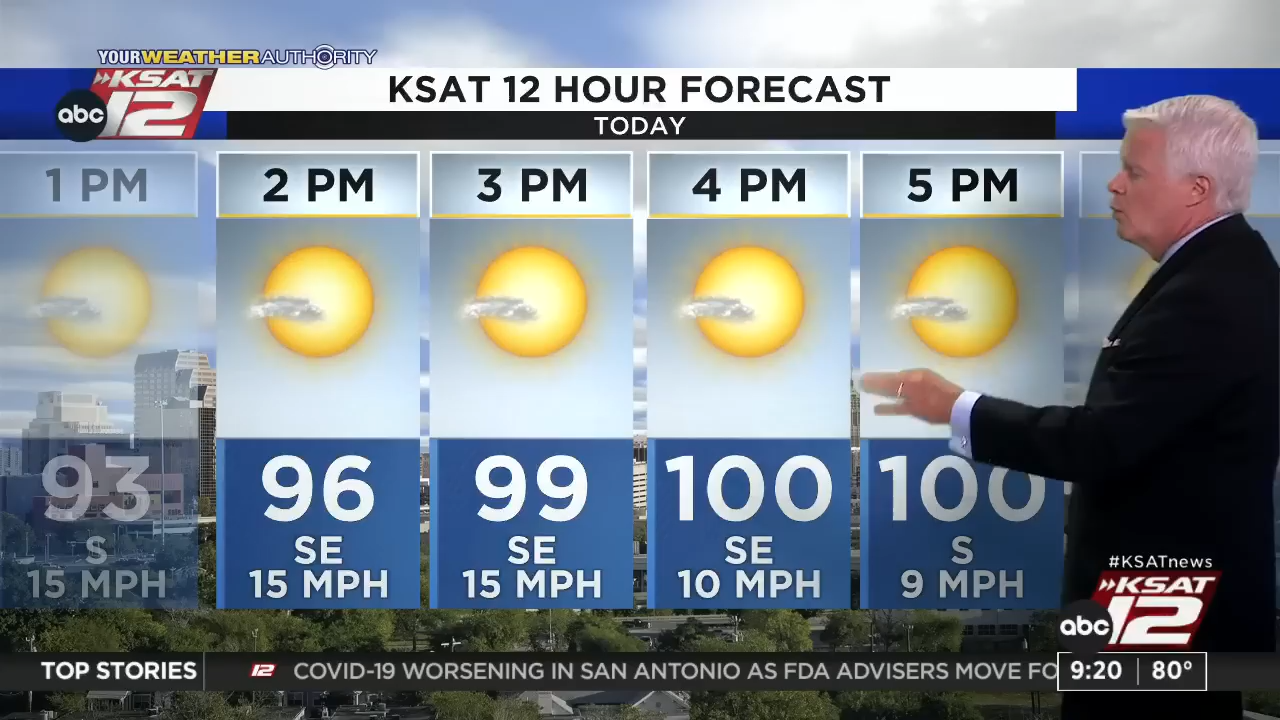 YOUR WEATHER AUTHORITY
KSAT
abc 12
KSAT 12 HOUR FORECAST
TODAY
1 PM
2 PM
3 PM
4 PM
5 PM
93
96
99
100
100
S
SE
SE
SE
S
15 MPH
15 MPH
15 MPH
10 MPH
9 MPH
#KSATnews
KSAT
abc 12
TOP STORIES
12 COVID-19 WORSENING IN SAN ANTONIO AS FDA ADVISERS MOVE FO
9:20 80°